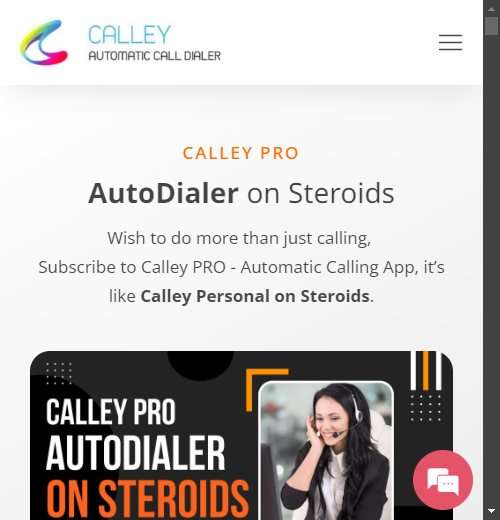 CALLEY
AUTOMATIC CALL DIALER
CALLEY PRO
AutoDialer on Steroids
Wish to do more than just calling,
Subscribe to Calley PRO - Automatic Calling App, it’s
like Calley Personal on Steroids.
CALLEY PRO
AUTODIALER
ON STEROIDS